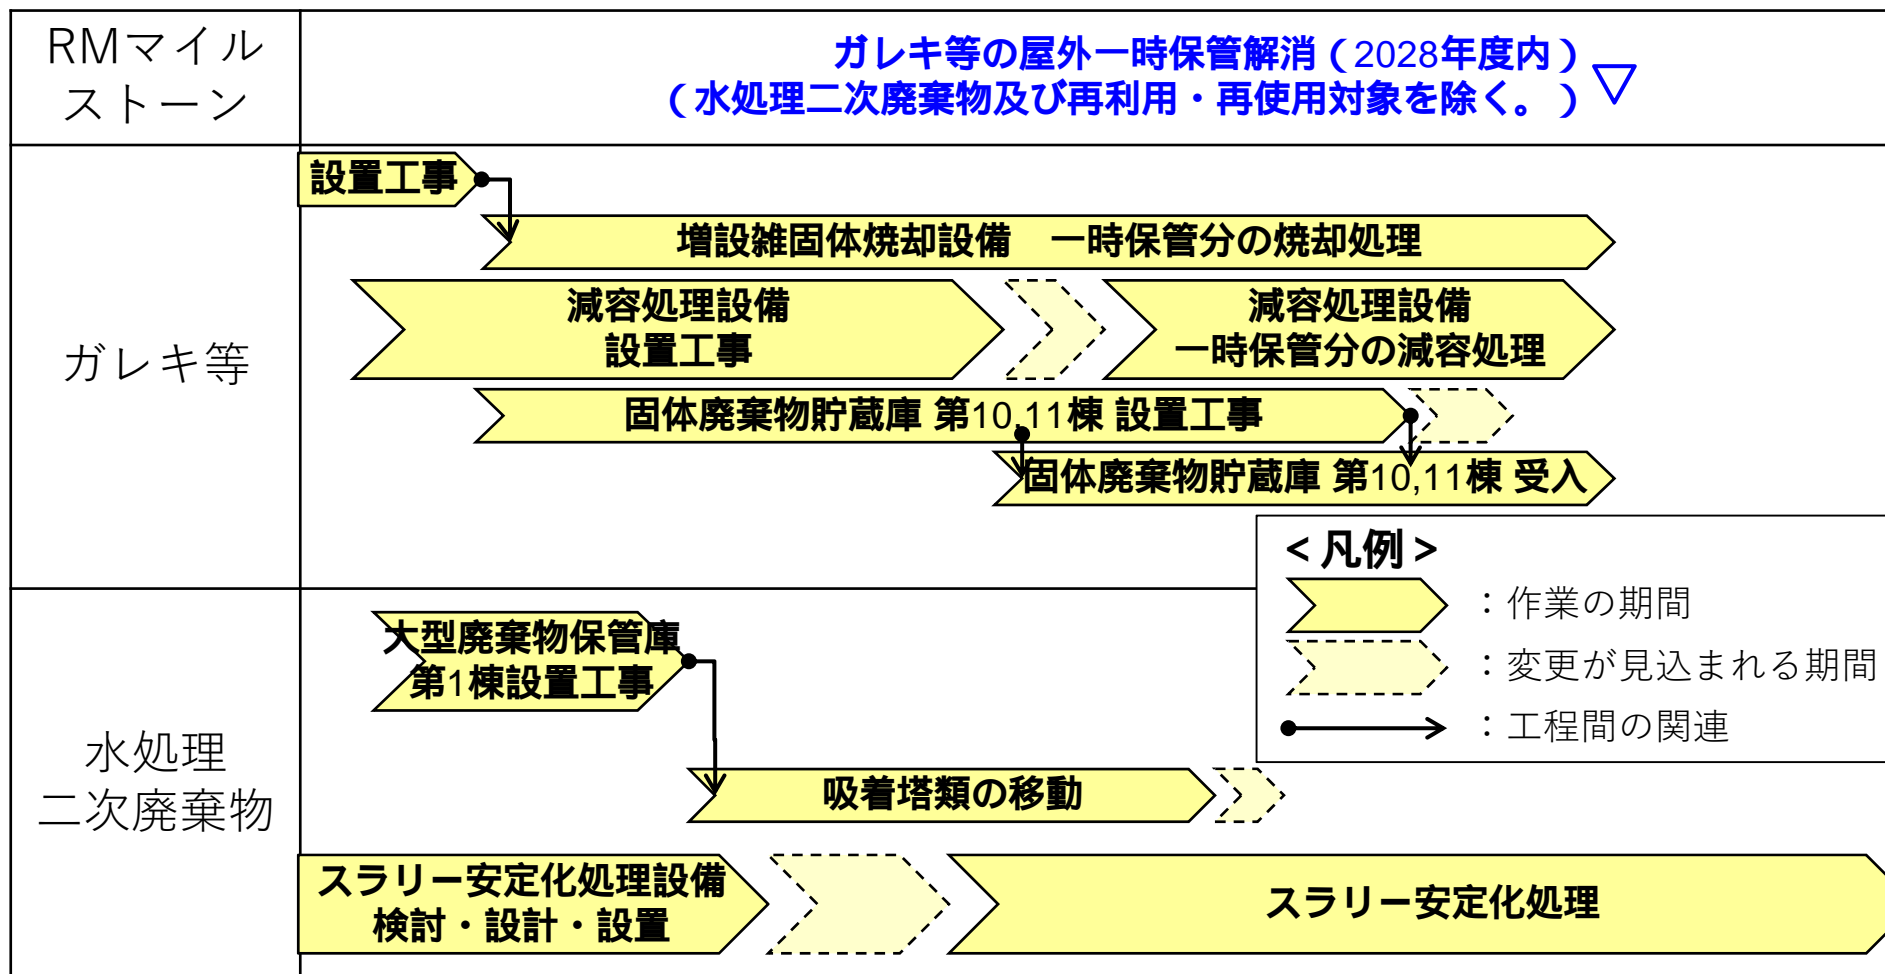 RMマイル
ストーン
ガレキ等の屋外一時保管解消（2028年度内）
（水処理二次廃棄物及び再利用・再使用対象を除く。）
ガレキ等
設置工事
増設雑固体焼却設備　一時保管分の焼却処理
減容処理設備
設置工事
減容処理設備
一時保管分の減容処理
固体廃棄物貯蔵庫 第10,11棟 設置工事
固体廃棄物貯蔵庫 第10,11棟 受入
＜凡例＞
：作業の期間
：変更が見込まれる期間
：工程間の関連
水処理
二次廃棄物
大型廃棄物保管庫
第1棟設置工事
吸着塔類の移動
スラリー安定化処理設備
検討・設計・設置
スラリー安定化処理